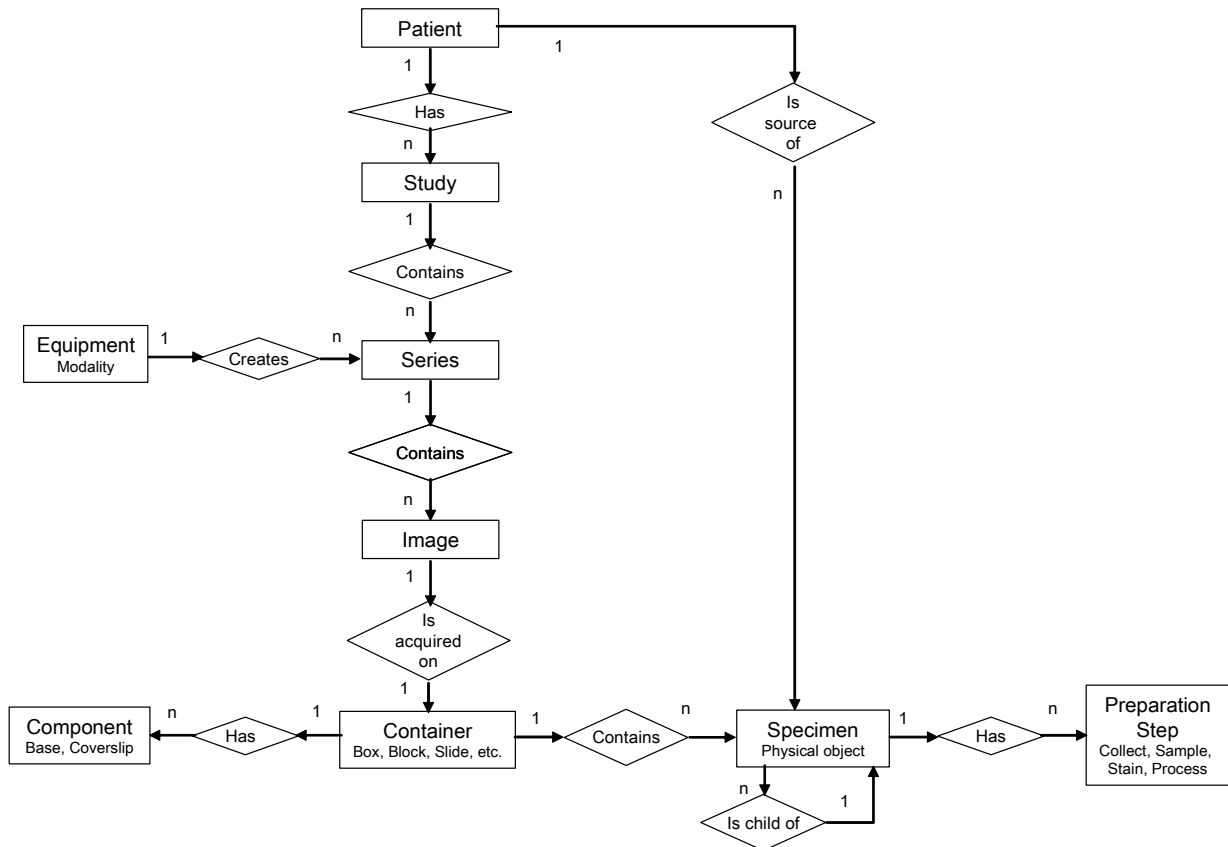 Patient
1
1
Has
Is
source
of
n
n
Study
1
Contains
n
Equipment
Modality
1
Creates
n
Series
1
Contains
n
Image
1
Is
acquired
on
1
Component
Base, Coverslip
n
Has
1
Container
Box, Block, Slide, etc.
1
Contains
n
Specimen
Physical object
1
Has
n
Preparation
Step
Collect, Sample,
Stain, Process
n
Is child of
1